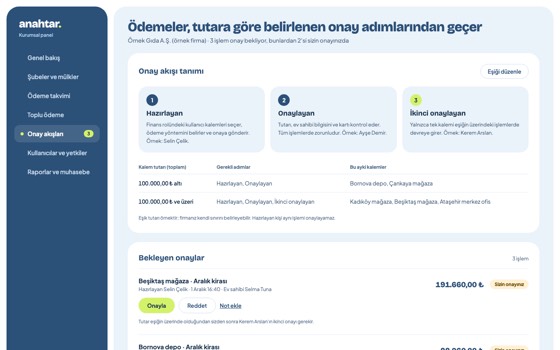 anahtar.
Kurumsal panel
Genel bakış
Şubeler ve mülkler
Ödeme takvimi
Toplu ödeme
Onay akışları 3
Kullanıcılar ve yetkiler
Raporlar ve muhasebe
Ödemeler, tutara göre belirlenen onay adımlarından geçer
Örnek Gıda A.Ş. (örnek firma) · 3 işlem onay bekliyor, bunlardan 2'si sizin onayınızda
Onay akışı tanımı
Eşiği düzenle
1
Hazırlayan
Finans rolündeki kullanıcı kalemleri seçer,
ödeme yöntemini belirler ve onaya gönderir.
Örnek: Selin Çelik.
2
Onaylayan
Tutarı, ev sahibi bilgisini ve kartı kontrol eder.
Tüm işlemlerde zorunludur. Örnek: Ayşe Demir.
3
İkinci onaylayan
Yalnızca tek kalemi eşiğin üzerindeki işlemlerde
devreye girer. Örnek: Kerem Arslan.
Kalem tutarı (toplam) Gerekli adımlar Bu ayki kalemler
100.000,00 ₺ altı Hazırlayan, Onaylayan Bornova depo, Çankaya mağaza
100.000,00 ₺ ve üzeri Hazırlayan, Onaylayan, İkinci onaylayan Kadıköy mağaza, Beşiktaş mağaza, Ataşehir merkez ofis
Eşik tutarı örnektir; firma kendi sınırını belirleyebilir. Hazırlayan kişi aynı işlemi onaylayamaz.
Bekleyen onaylar 3 işlem
Beşiktaş mağaza · Aralık kirası
Hazırlayan Selin Çelik · 1 Aralık 16.40 · Ev sahibi Selma Tuna
191.660,00 ₺ Sizin onayınız
Onayla Reddet Not ekle
Tutar eşiğin üzerinde olduğundan sizden sonra Kerem Arslan'ın ikinci onayı gerekir.
Bornova depo · Aralık kirası
Sizin onayınız